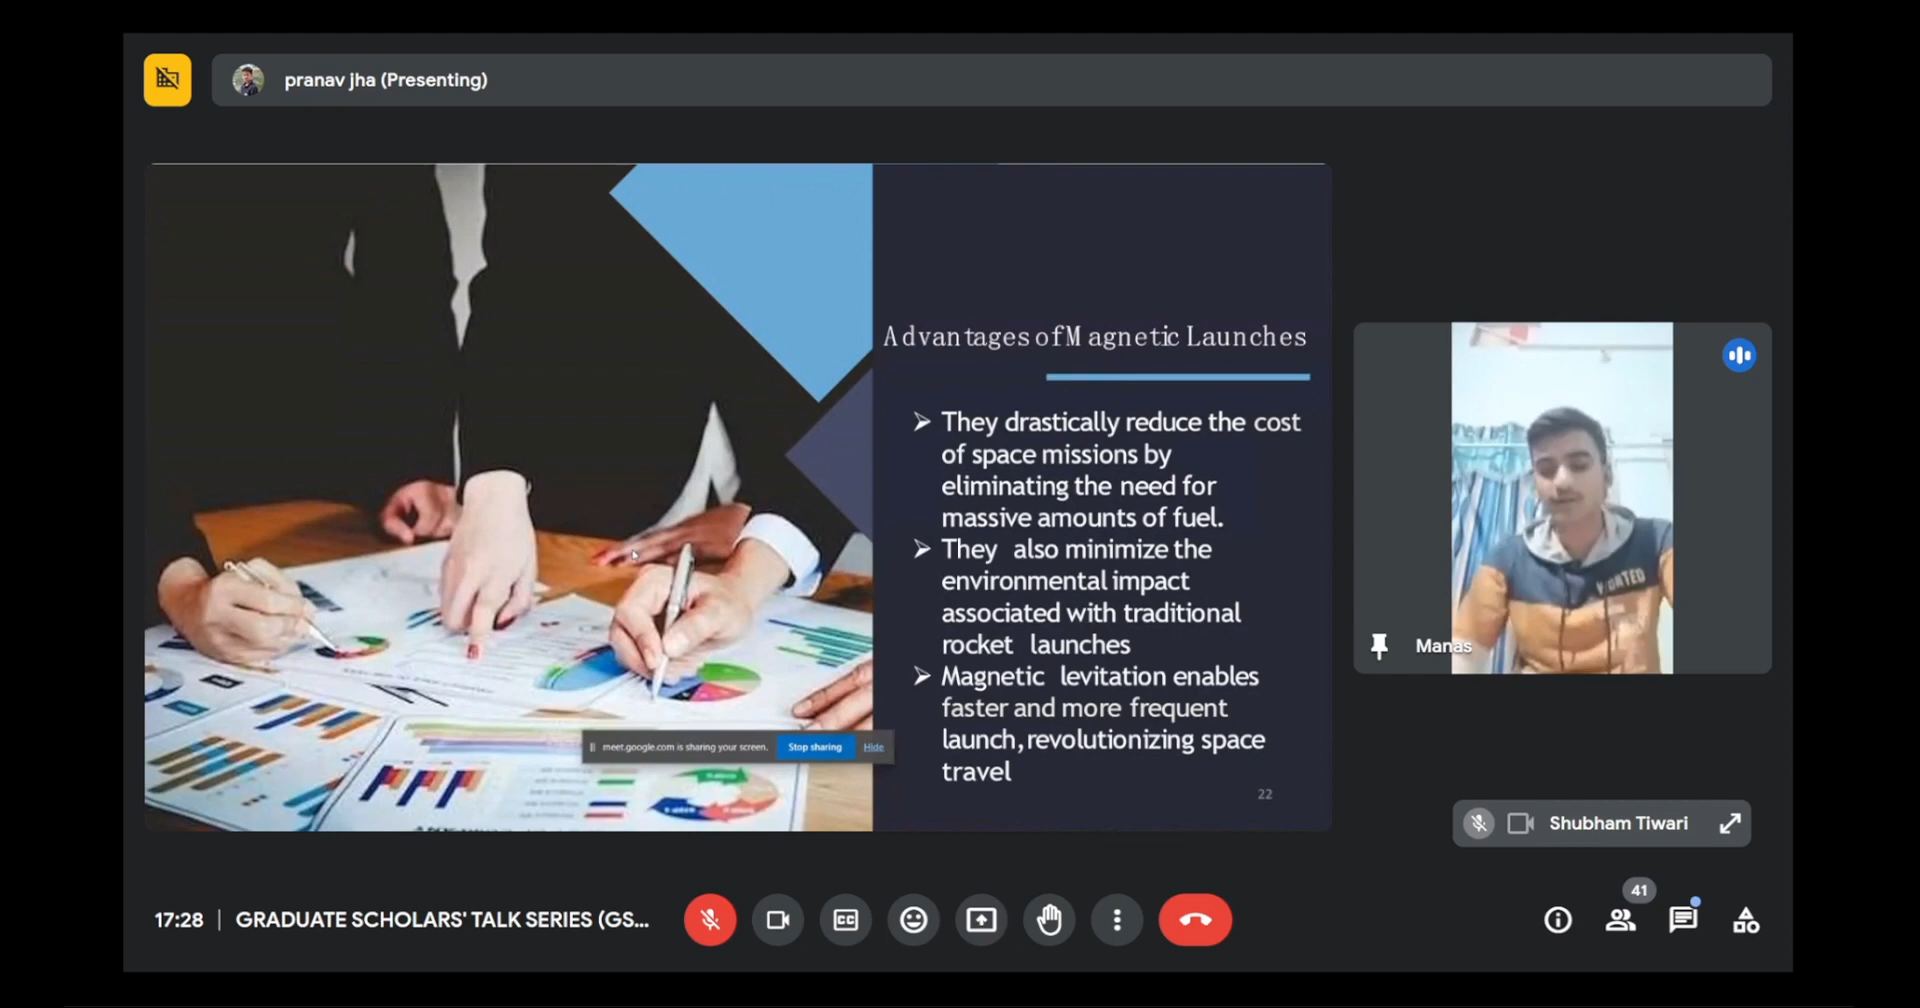 pranav jha (Presenting)
Advantages of Magnetic Launches
They drastically reduce the cost
of space missions by
eliminating the need for
massive amounts of fuel.
They also minimize the
environmental impact
associated with traditional
rocket launches
Magnetic levitation enables
faster and more frequent
launch, revolutionizing space
travel
22
meet.google.com is sharing your screen. Stop sharing Hide
Manas
Shubham Tiwari
17:28 | GRADUATE SCHOLARS' TALK SERIES (GS...
CC
41